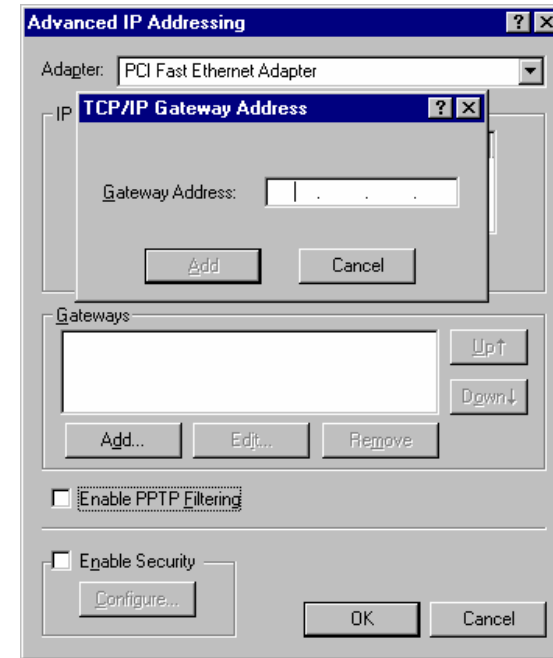 Advanced IP Addressing
Adapter: PCI Fast Ethernet Adapter
IP
TCP/IP Gateway Address
Gateway Address: . . .
Add Cancel
Gateways
Up↑
Down↓
Add... Edit... Remove
Enable PPTP Filtering
Enable Security
Configure...
OK Cancel